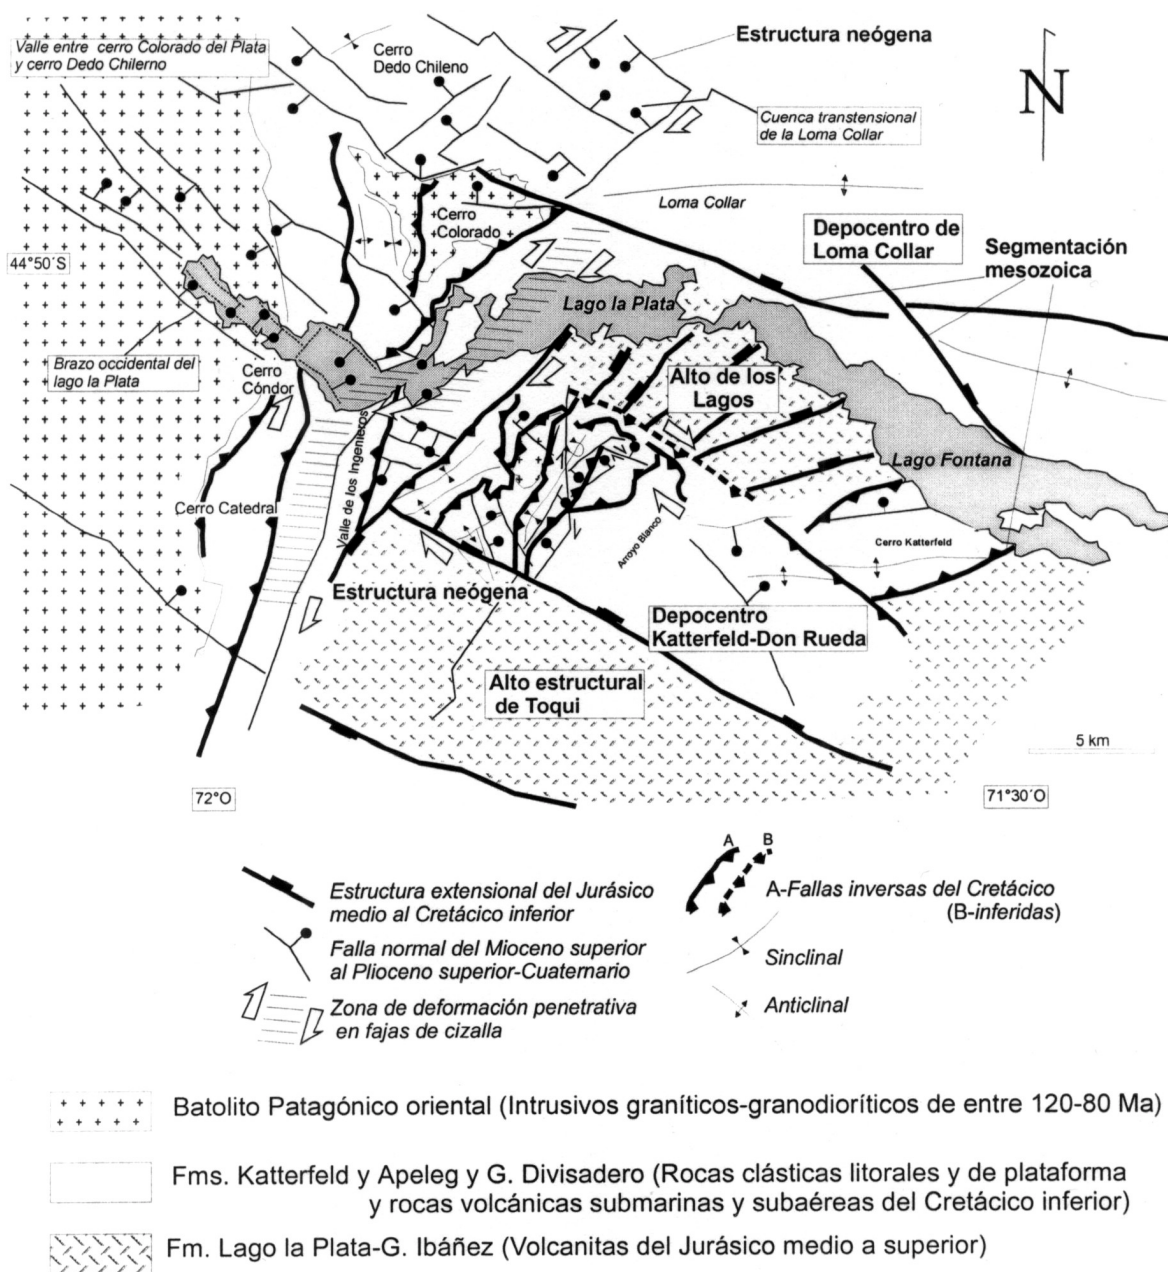 Valle entre cerro Colorado del Plata
y cerro Dedo Chilerno
Cerro
Dedo Chileno
Estructura neógena
N
Cuenca transtensional
de la Loma Collar
Loma Collar
Cerro
Colorado
Depocentro de
Loma Collar
Segmentación
mesozoica
44°50´S
Lago la Plata
Brazo occidental del
lago la Plata
Cerro
Cóndor
Alto de los
Lagos
Valle de los Ingenieros
Lago Fontana
Cerro Catedral
Arroyo Blanco
Cerro Katterfeld
Estructura neógena
Depocentro
Katterfeld-Don Rueda
Alto estructural
de Toqui
5 km
72°O
71°30´O
Estructura extensional del Jurásico
medio al Cretácico inferior
Falla normal del Mioceno superior
al Plioceno superior-Cuaternario
Zona de deformación penetrativa
en fajas de cizalla
A B
A-Fallas inversas del Cretácico
(B-inferidas)
Sinclinal
Anticlinal
Batolito Patagónico oriental (Intrusivos graníticos-granodioríticos de entre 120-80 Ma)
Fms. Katterfeld y Apeleg y G. Divisadero (Rocas clásticas litorales y de plataforma
y rocas volcánicas submarinas y subaéreas del Cretácico inferior)
Fm. Lago la Plata-G. Ibáñez (Volcanitas del Jurásico medio a superior)